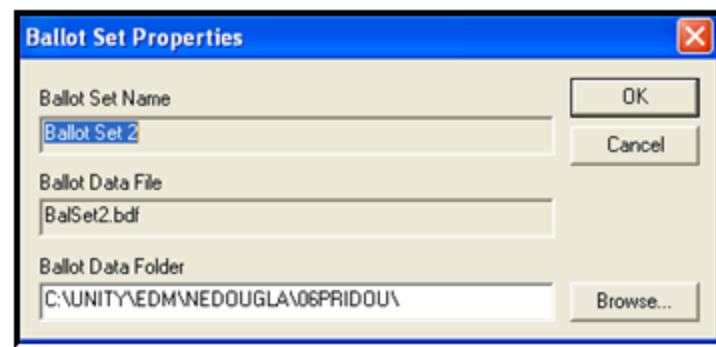 Ballot Set Properties
Ballot Set Name
OK
Ballot Set 2
Cancel
Ballot Data File
BalSet2.bdf
Ballot Data Folder
C:\UNITY\EDM\NEDOUGLA\06PRIDOU\
Browse...